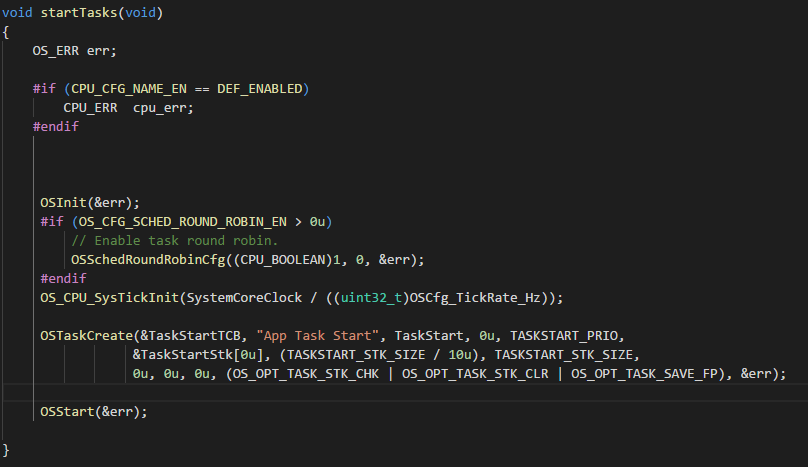 void startTasks(void)
{
    OS_ERR err;
    #if (CPU_CFG_NAME_EN == DEF_ENABLED)
        CPU_ERR  cpu_err;
    #endif
     OSInit(&err);
     #if (OS_CFG_SCHED_ROUND_ROBIN_EN > 0u)
         // Enable task round robin.
         OSSchedRoundRobinCfg((CPU_BOOLEAN)1, 0, &err);
     #endif
     OS_CPU_SysTickInit(SystemCoreClock / ((uint32_t)OSCfg_TickRate_Hz));
     OSTaskCreate(&TaskStartTCB, "App Task Start", TaskStart, 0u, TASKSTART_PRIO,
                 &TaskStartStk[0u], (TASKSTART_STK_SIZE / 10u), TASKSTART_STK_SIZE,
                 0u, 0u, 0u, (OS_OPT_TASK_STK_CHK | OS_OPT_TASK_STK_CLR | OS_OPT_TASK_SAVE_FP), &err);
     OSStart(&err);
}